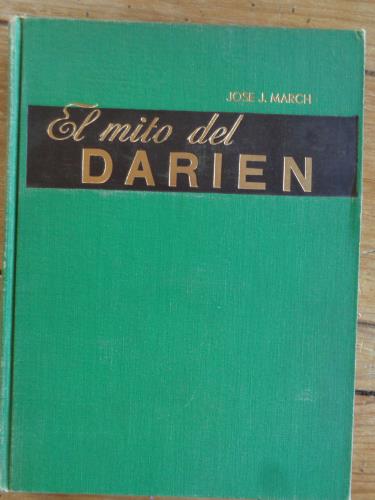 JOSE J. MARCH
El mito del
DARIEN